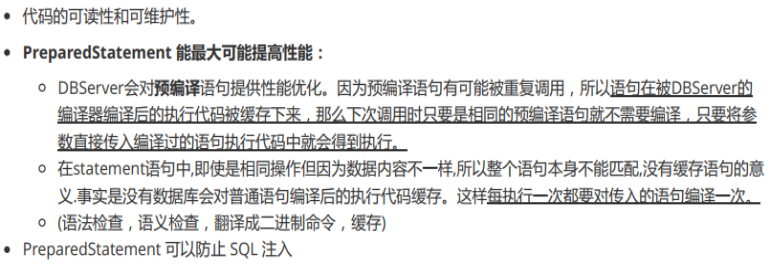 代码的可读性和可维护性。
PreparedStatement 能最大可能提高性能：
DBServer会对预编译语句提供性能优化。因为预编译语句有可能被重复调用，所以语句在被DBServer的
编译器编译后的执行代码被缓存下来，那么下次调用时只要是相同的预编译语句就不需要编译，只要将参
数直接传入编译过的语句执行代码中就会得到执行。
在statement语句中,即使是相同操作但因为数据内容不一样,所以整个语句本身不能匹配,没有缓存语句的意
义.事实是没有数据库会对普通语句编译后的执行代码缓存。这样每执行一次都要对传入的语句编译一次。
(语法检查，语义检查，翻译成二进制命令，缓存)
PreparedStatement 可以防止 SQL 注入